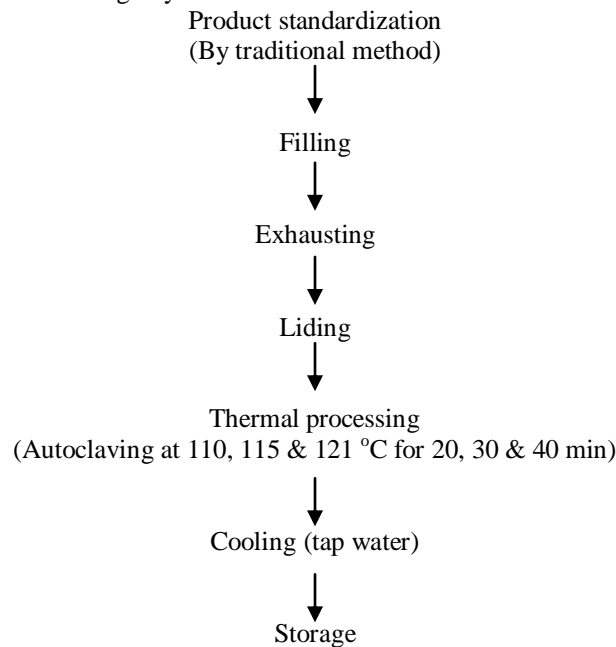 Product standardization
(By traditional method)
Filling
Exhausting
Liding
Thermal processing
(Autoclaving at 110, 115 & 121 °C for 20, 30 & 40 min)
Cooling (tap water)
Storage